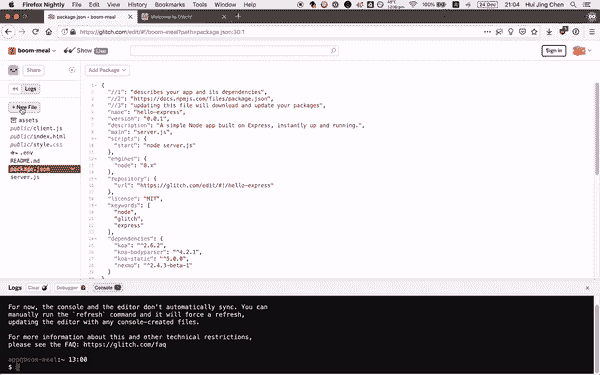 Firefox Nightly File Edit View History Bookmarks Tools Window Help
100%
24 Dec
21:04 Hui Jing Chen
package.json – boom-meal
Welcome to Glitch!
https://glitch.com/edit/#!/boom-meal?path=package.json:30:1
boom-meal
Show
Live
Sign in
Share
Add Package
Logs
+ New File
assets
public/client.js
public/index.html
public/style.css
.env
README.md
package.json
server.js
{
"//1": "describes your app and its dependencies",
"//2": "https://docs.npmjs.com/files/package.json",
"//3": "updating this file will download and update your packages",
"name": "hello-express",
"version": "0.0.1",
"description": "A simple Node app built on Express, instantly up and running.",
"main": "server.js",
"scripts": {
"start": "node server.js"
},
"engines": {
"node": "8.x"
},
"repository": {
"url": "https://glitch.com/edit/#!/hello-express"
},
"license": "MIT",
"keywords": [
"node",
"glitch",
"express"
],
"dependencies": {
"koa": "^2.6.2",
"koa-bodyparser": "^4.2.1",
"koa-static": "^5.0.0",
"nexmo": "^2.4.3-beta-1"
}
Logs
Clear
Debugger
Console
For now, the console and the editor don't automatically sync. You can
manually run the `refresh` command and it will force a refresh,
updating the editor with any console-created files.
For more information about this and other technical restrictions,
please see the FAQ: https://glitch.com/faq
app@boom-meal:~ 13:00
$